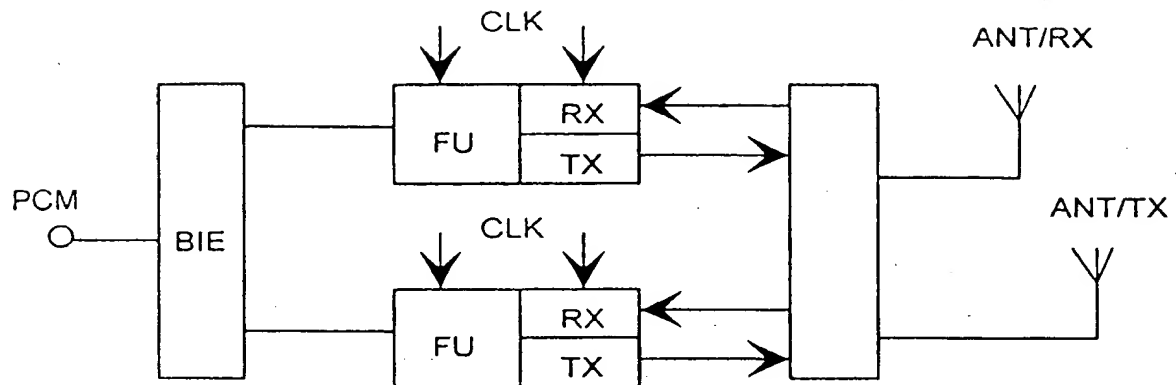 CLK
ANT/RX
FU
RX
TX
PCM
BIE
ANT/TX
CLK
FU
RX
TX